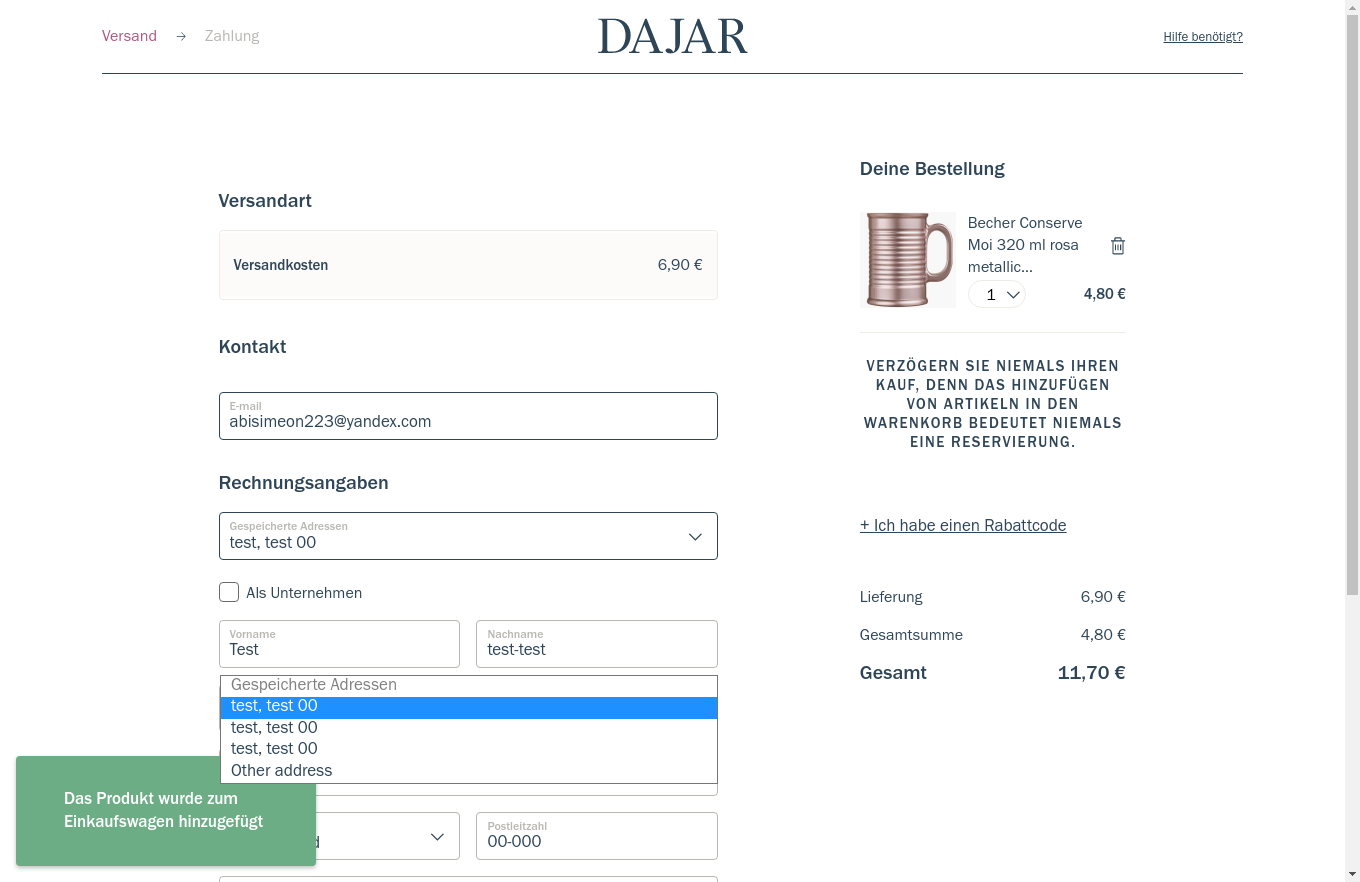 Versand → Zahlung
DAJAR
Hilfe benötigt?
Versandart
Versandkosten 6,90 €
Kontakt
E-mail
abisimeon223@yandex.com
Rechnungsangaben
Gespeicherte Adressen
test, test 00
Als Unternehmen
Vorname
Test
Nachname
test-test
Gespeicherte Adressen
test, test 00
test, test 00
test, test 00
Other address
Postleitzahl
00-000
Das Produkt wurde zum
Einkaufswagen hinzugefügt
Deine Bestellung
Becher Conserve
Moi 320 ml rosa
metallic...
1
4,80 €
VERZÖGERN SIE NIEMALS IHREN
KAUF, DENN DAS HINZUFÜGEN
VON ARTIKELN IN DEN
WARENKORB BEDEUTET NIEMALS
EINE RESERVIERUNG.
+ Ich habe einen Rabattcode
Lieferung 6,90 €
Gesamtsumme 4,80 €
Gesamt 11,70 €